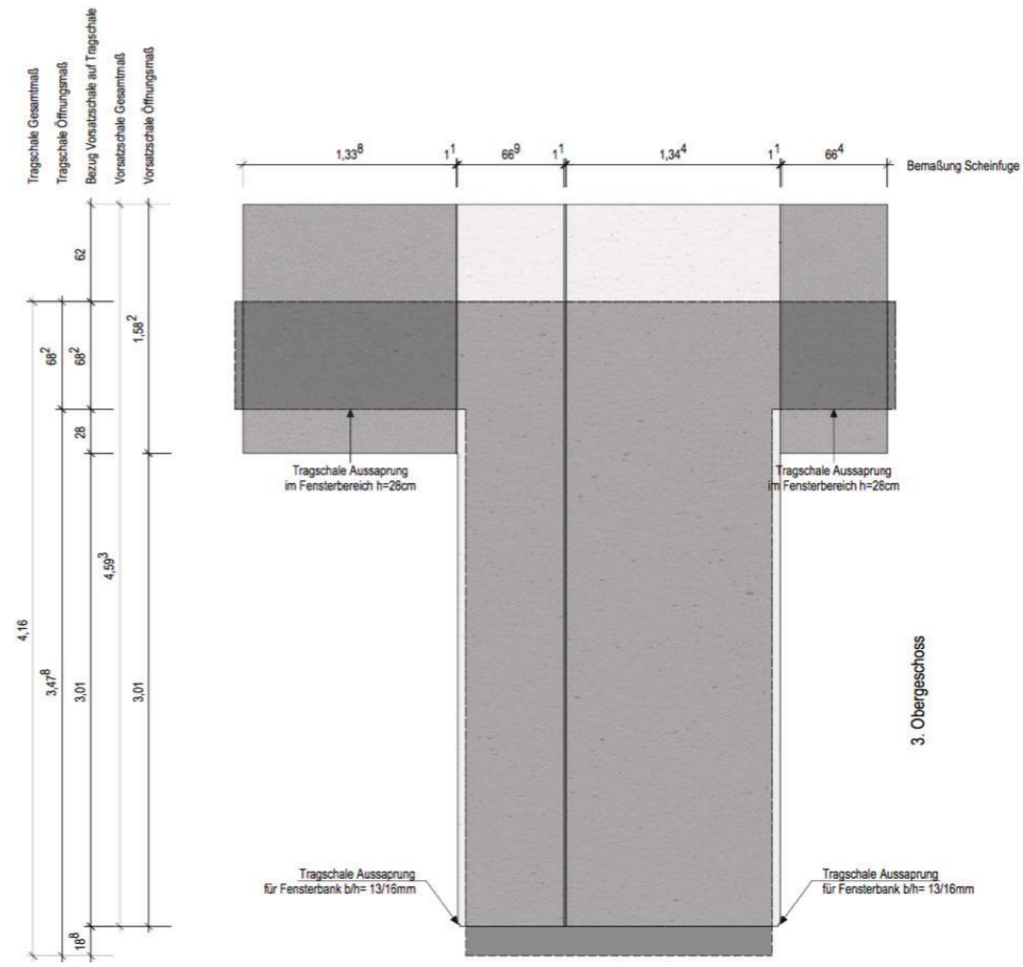 Tragschale Gesamtmaß
Tragschale Öffnungsmaß
Bezug Vorsatzschale auf Tragschale
Vorsatzschale Gesamtmaß
Vorsatzschale Öffnungsmaß
1,33⁸
1¹
66⁹
1¹
1,34⁴
1¹
66⁴
Bemaßung Scheinfuge
62
68²
68²
1,58²
28
Tragschale Aussaprung
im Fensterbereich h=28cm
Tragschale Aussaprung
im Fensterbereich h=28cm
4,59³
4,16
3,47⁸
3,01
3,01
3. Obergeschoss
Tragschale Aussaprung
für Fensterbank b/h= 13/16mm
Tragschale Aussaprung
für Fensterbank b/h= 13/16mm
18⁸